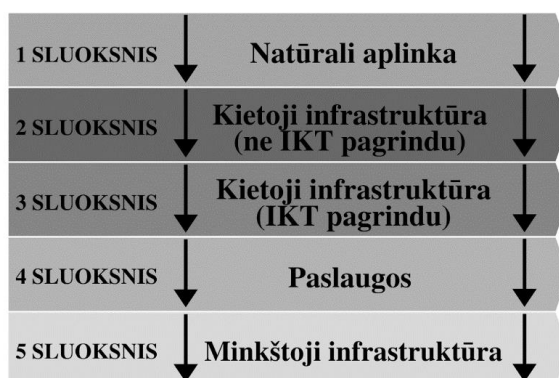 1 SLUOKSNIS Natūrali aplinka
2 SLUOKSNIS Kietoji infrastruktūra
(ne IKT pagrindu)
3 SLUOKSNIS Kietoji infrastruktūra
(IKT pagrindu)
4 SLUOKSNIS Paslaugos
5 SLUOKSNIS Minkštoji infrastruktūra